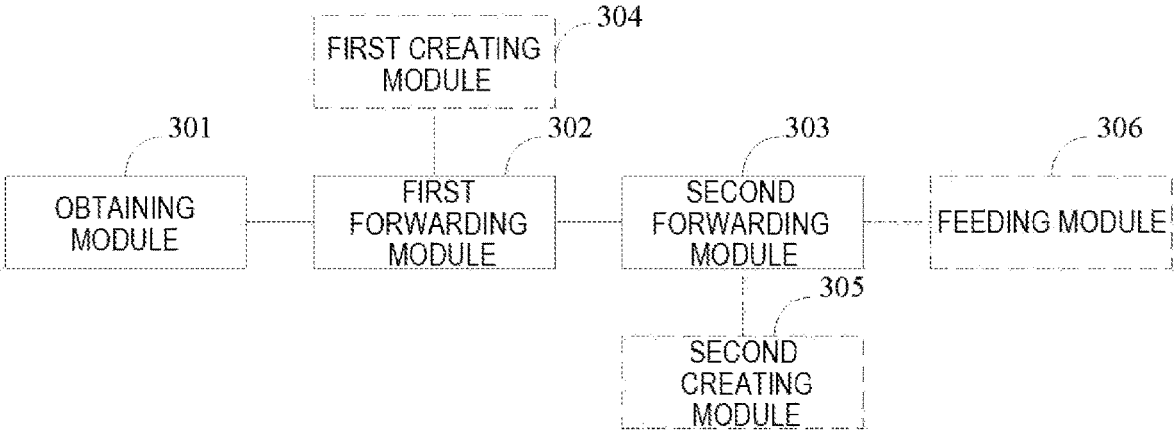 304
FIRST CREATING
MODULE
301
302
303
306
OBTAINING
MODULE
FIRST
FORWARDING
MODULE
SECOND
FORWARDING
MODULE
FEEDING MODULE
305
SECOND
CREATING
MODULE